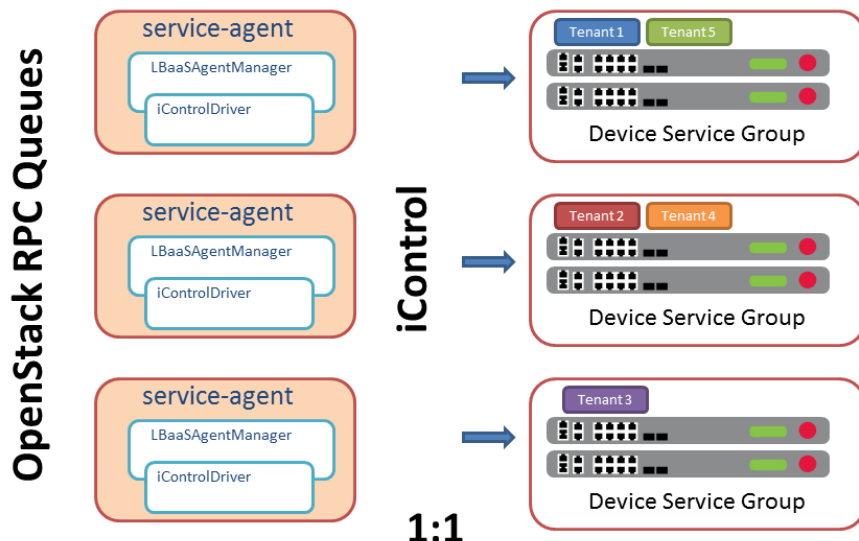 OpenStack RPC Queues
service-agent
LBaaSAgentManager
iControlDriver
service-agent
LBaaSAgentManager
iControlDriver
service-agent
LBaaSAgentManager
iControlDriver
iControl
1:1
Tenant 1
Tenant 5
Device Service Group
Tenant 2
Tenant 4
Device Service Group
Tenant 3
Device Service Group